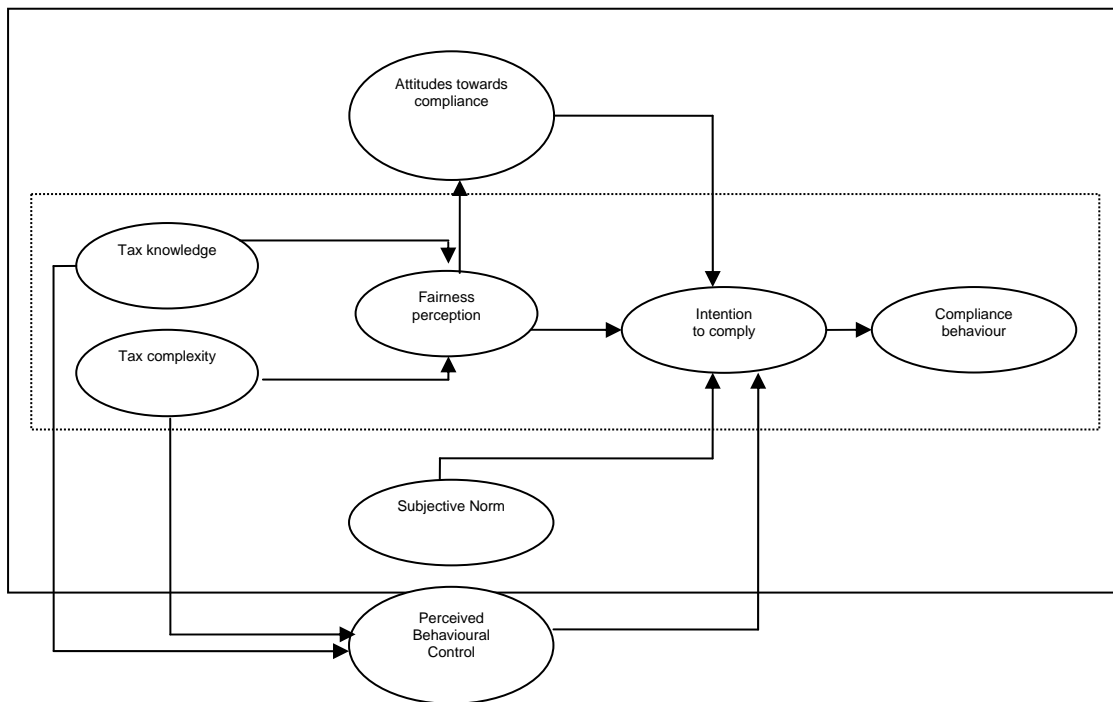 Attitudes towards
compliance
Tax knowledge
Fairness
perception
Intention
to comply
Compliance
behaviour
Tax complexity
Subjective Norm
Perceived
Behavioural
Control